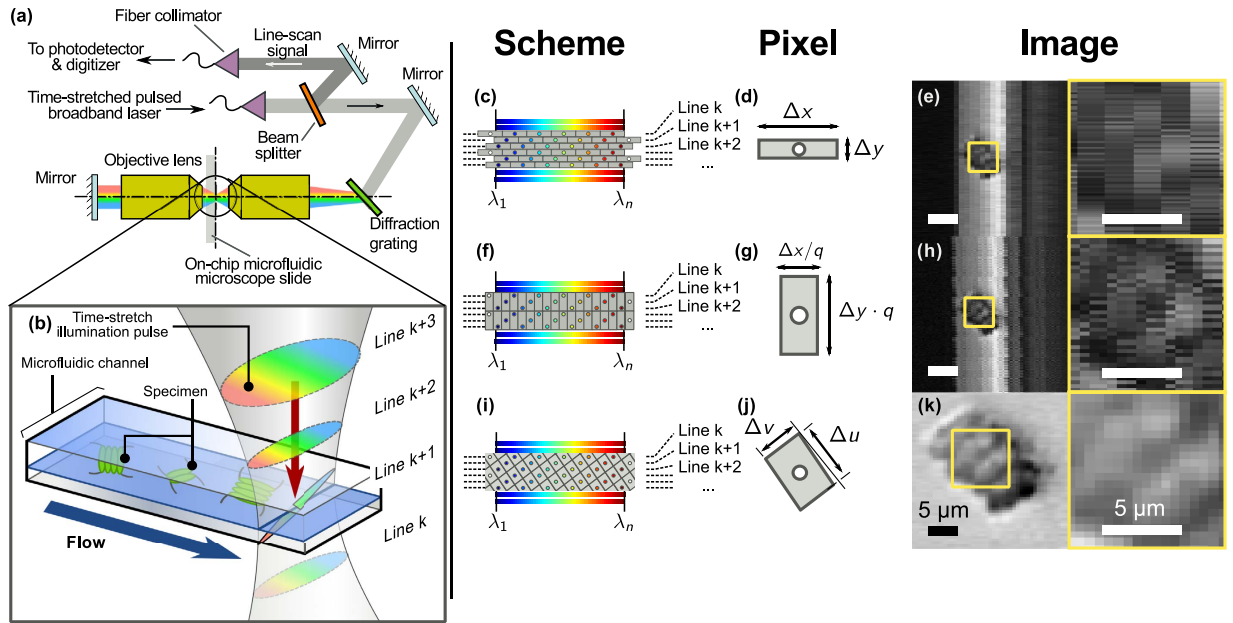 (a)
Fiber collimator
To photodetector
& digitizer
Line-scan
signal
Mirror
Mirror
Time-stretched pulsed
broadband laser
Beam
splitter
Objective lens
Mirror
Diffraction
grating
On-chip microfluidic
microscope slide
(b)
Time-stretch
illumination pulse
Microfluidic channel
Specimen
Line k+3
Line k+2
Line k+1
Line k
Flow
Scheme
Pixel
Image
(c)
Line k
Line k+1
Line k+2
...
λ1
λn
(d)
Δx
Δy
(e)
(f)
Line k
Line k+1
Line k+2
...
λ1
λn
(g)
Δx/q
Δy · q
(h)
(i)
Line k
Line k+1
Line k+2
...
λ1
λn
(j)
Δv
Δu
(k)
5 μm
5 μm